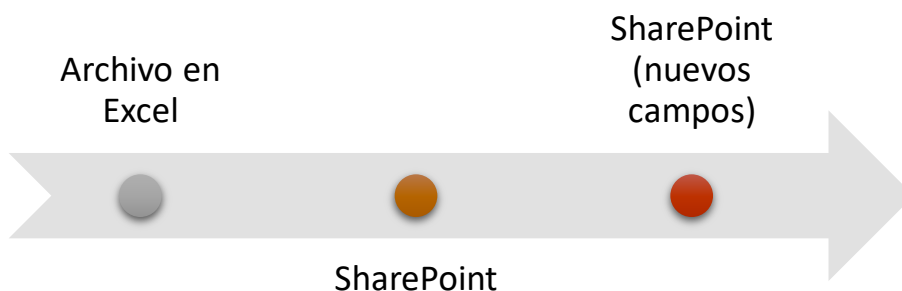 Archivo en
Excel
SharePoint
SharePoint
(nuevos
campos)